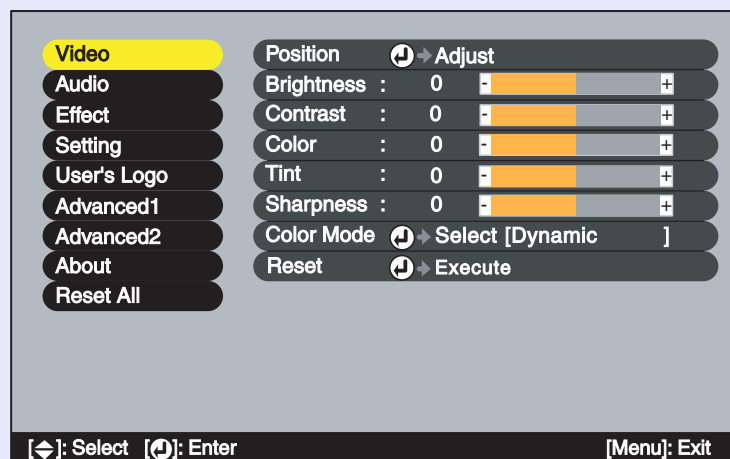 Video
Audio
Effect
Setting
User's Logo
Advanced1
Advanced2
About
Reset All
Position Adjust
Brightness : 0 - +
Contrast : 0 - +
Color : 0 - +
Tint : 0 - +
Sharpness : 0 - +
Color Mode Select [Dynamic ]
Reset Execute
[ ]: Select [ ]: Enter [Menu]: Exit